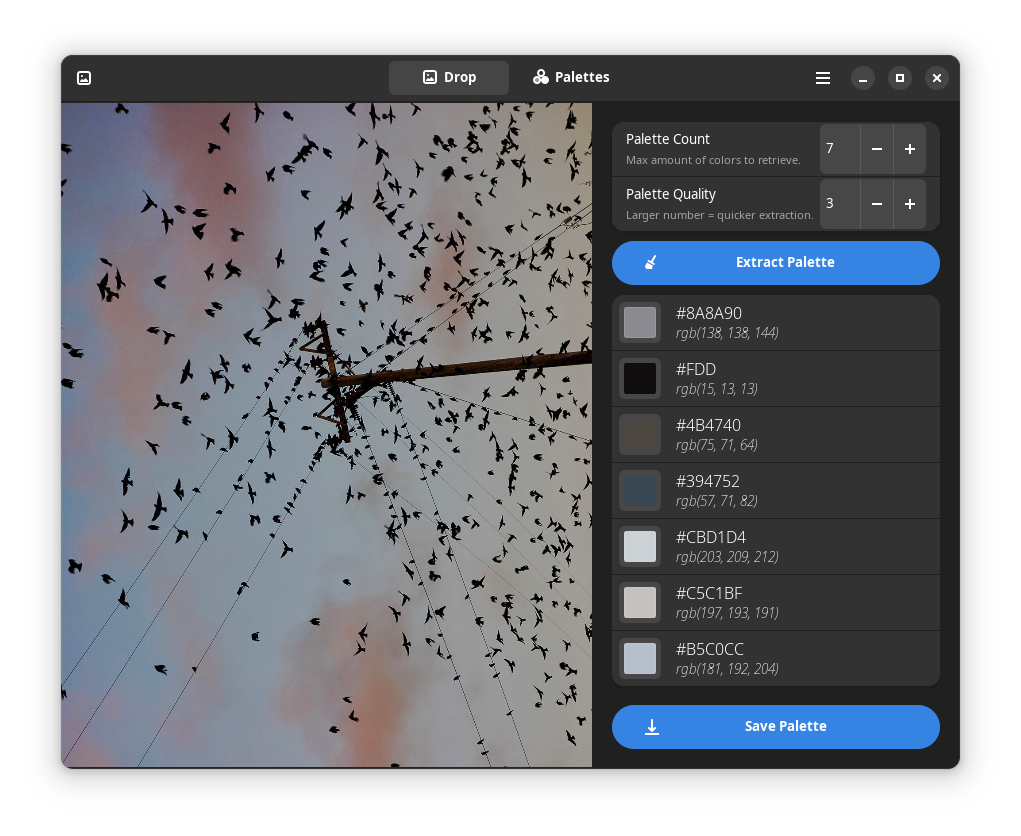 Drop
Palettes
Palette Count
Max amount of colors to retrieve.
7
Palette Quality
Larger number = quicker extraction.
3
Extract Palette
#8A8A90
rgb(138, 138, 144)
#FDD
rgb(15, 13, 13)
#4B4740
rgb(75, 71, 64)
#394752
rgb(57, 71, 82)
#CBD1D4
rgb(203, 209, 212)
#C5C1BF
rgb(197, 193, 191)
#B5C0CC
rgb(181, 192, 204)
Save Palette